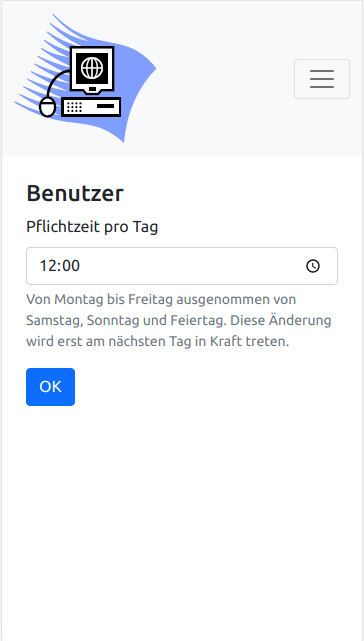 Benutzer
Pflichtzeit pro Tag
12:00
Von Montag bis Freitag ausgenommen von
Samstag, Sonntag und Feiertag. Diese Änderung
wird erst am nächsten Tag in Kraft treten.
OK